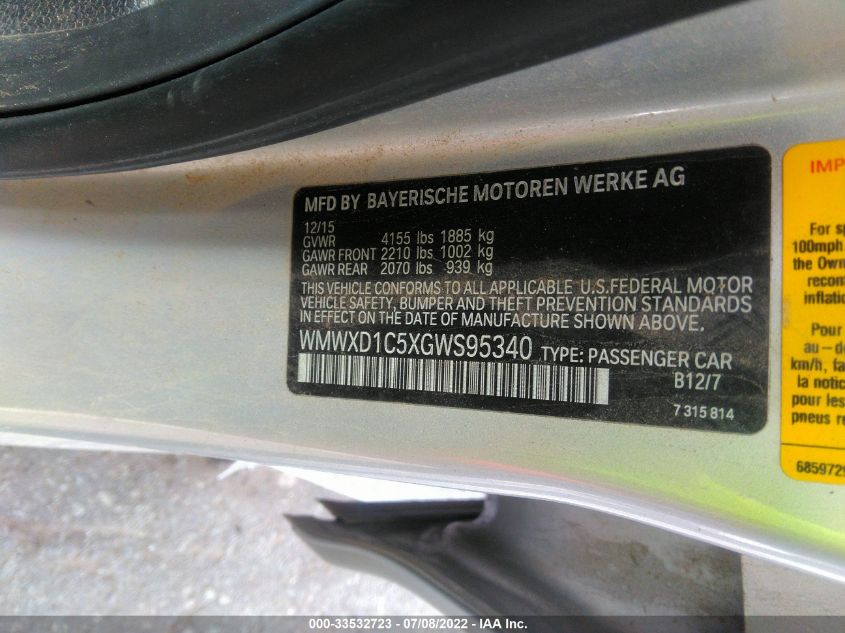 MFD BY BAYERISCHE MOTOREN WERKE AG
12/15
GVWR 4155 lbs 1885 kg
GAWR FRONT 2210 lbs 1002 kg
GAWR REAR 2070 lbs 939 kg
THIS VEHICLE CONFORMS TO ALL APPLICABLE U.S.FEDERAL MOTOR
VEHICLE SAFETY, BUMPER AND THEFT PREVENTION STANDARDS
IN EFFECT ON THE DATE OF MANUFACTURE SHOWN ABOVE.
WMWXD1C5XGWS95340 TYPE: PASSENGER CAR
B12/7
7 315 814
IMP
For sp
100mph
the Own
recom
inflatio
Pour
au-de
km/h, fa
la notic
pour les
pneus re
6859729
000-33532723 - 07/08/2022 - IAA, Inc.